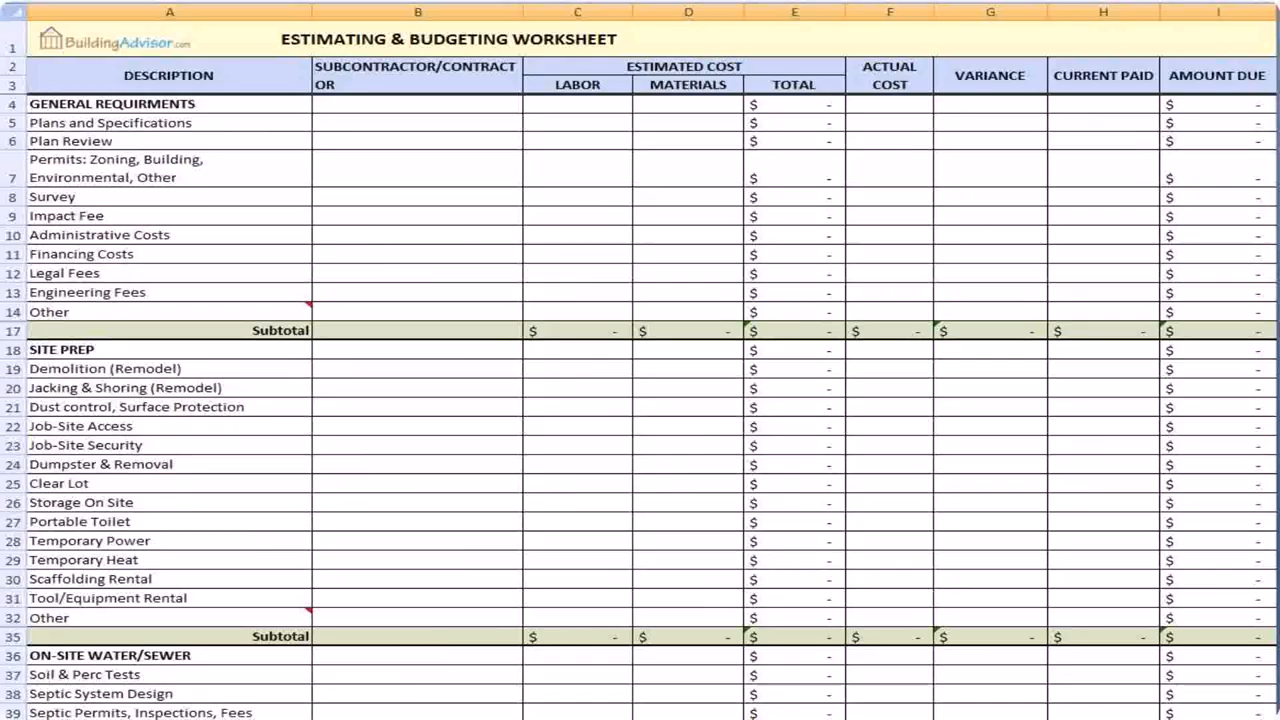 A B C D E F G H I
1 BuildingAdvisor.com ESTIMATING & BUDGETING WORKSHEET
2 DESCRIPTION SUBCONTRACTOR/CONTRACT ESTIMATED COST ACTUAL VARIANCE CURRENT PAID AMOUNT DUE
3 OR LABOR MATERIALS TOTAL COST
4 GENERAL REQUIRMENTS $ - $ -
5 Plans and Specifications $ - $ -
6 Plan Review $ - $ -
Permits: Zoning, Building,
7 Environmental, Other $ - $ -
8 Survey $ - $ -
9 Impact Fee $ - $ -
10 Administrative Costs $ - $ -
11 Financing Costs $ - $ -
12 Legal Fees $ - $ -
13 Engineering Fees $ - $ -
14 Other $ - $ -
17 Subtotal $ - $ - $ - $ - $ - $ - $ -
18 SITE PREP $ - $ -
19 Demolition (Remodel) $ - $ -
20 Jacking & Shoring (Remodel) $ - $ -
21 Dust control, Surface Protection $ - $ -
22 Job-Site Access $ - $ -
23 Job-Site Security $ - $ -
24 Dumpster & Removal $ - $ -
25 Clear Lot $ - $ -
26 Storage On Site $ - $ -
27 Portable Toilet $ - $ -
28 Temporary Power $ - $ -
29 Temporary Heat $ - $ -
30 Scaffolding Rental $ - $ -
31 Tool/Equipment Rental $ - $ -
32 Other $ - $ -
35 Subtotal $ - $ - $ - $ - $ - $ - $ -
36 ON-SITE WATER/SEWER $ - $ -
37 Soil & Perc Tests $ - $ -
38 Septic System Design $ - $ -
39 Septic Permits, Inspections, Fees $ - $ -